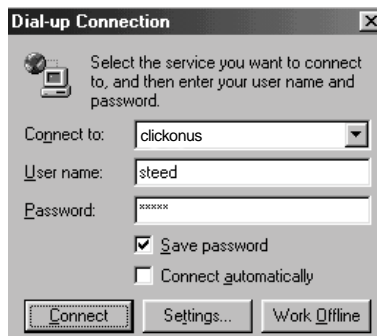 Dial-up Connection
Select the service you want to connect
to, and then enter your user name and
password.
Connect to: clickonus
User name: steed
Password: *****
Save password
Connect automatically
Connect Settings... Work Offline